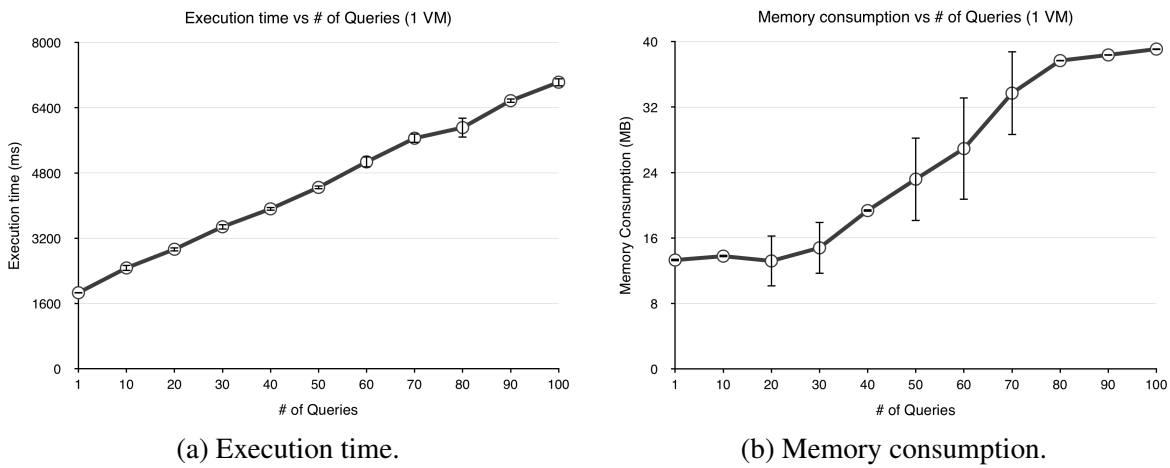 Execution time vs # of Queries (1 VM)
8000
6400
4800
3200
1600
0
Execution time (ms)
1 10 20 30 40 50 60 70 80 90 100
# of Queries
(a) Execution time.
Memory consumption vs # of Queries (1 VM)
40
32
24
16
8
0
Memory Consumption (MB)
1 10 20 30 40 50 60 70 80 90 100
# of Queries
(b) Memory consumption.